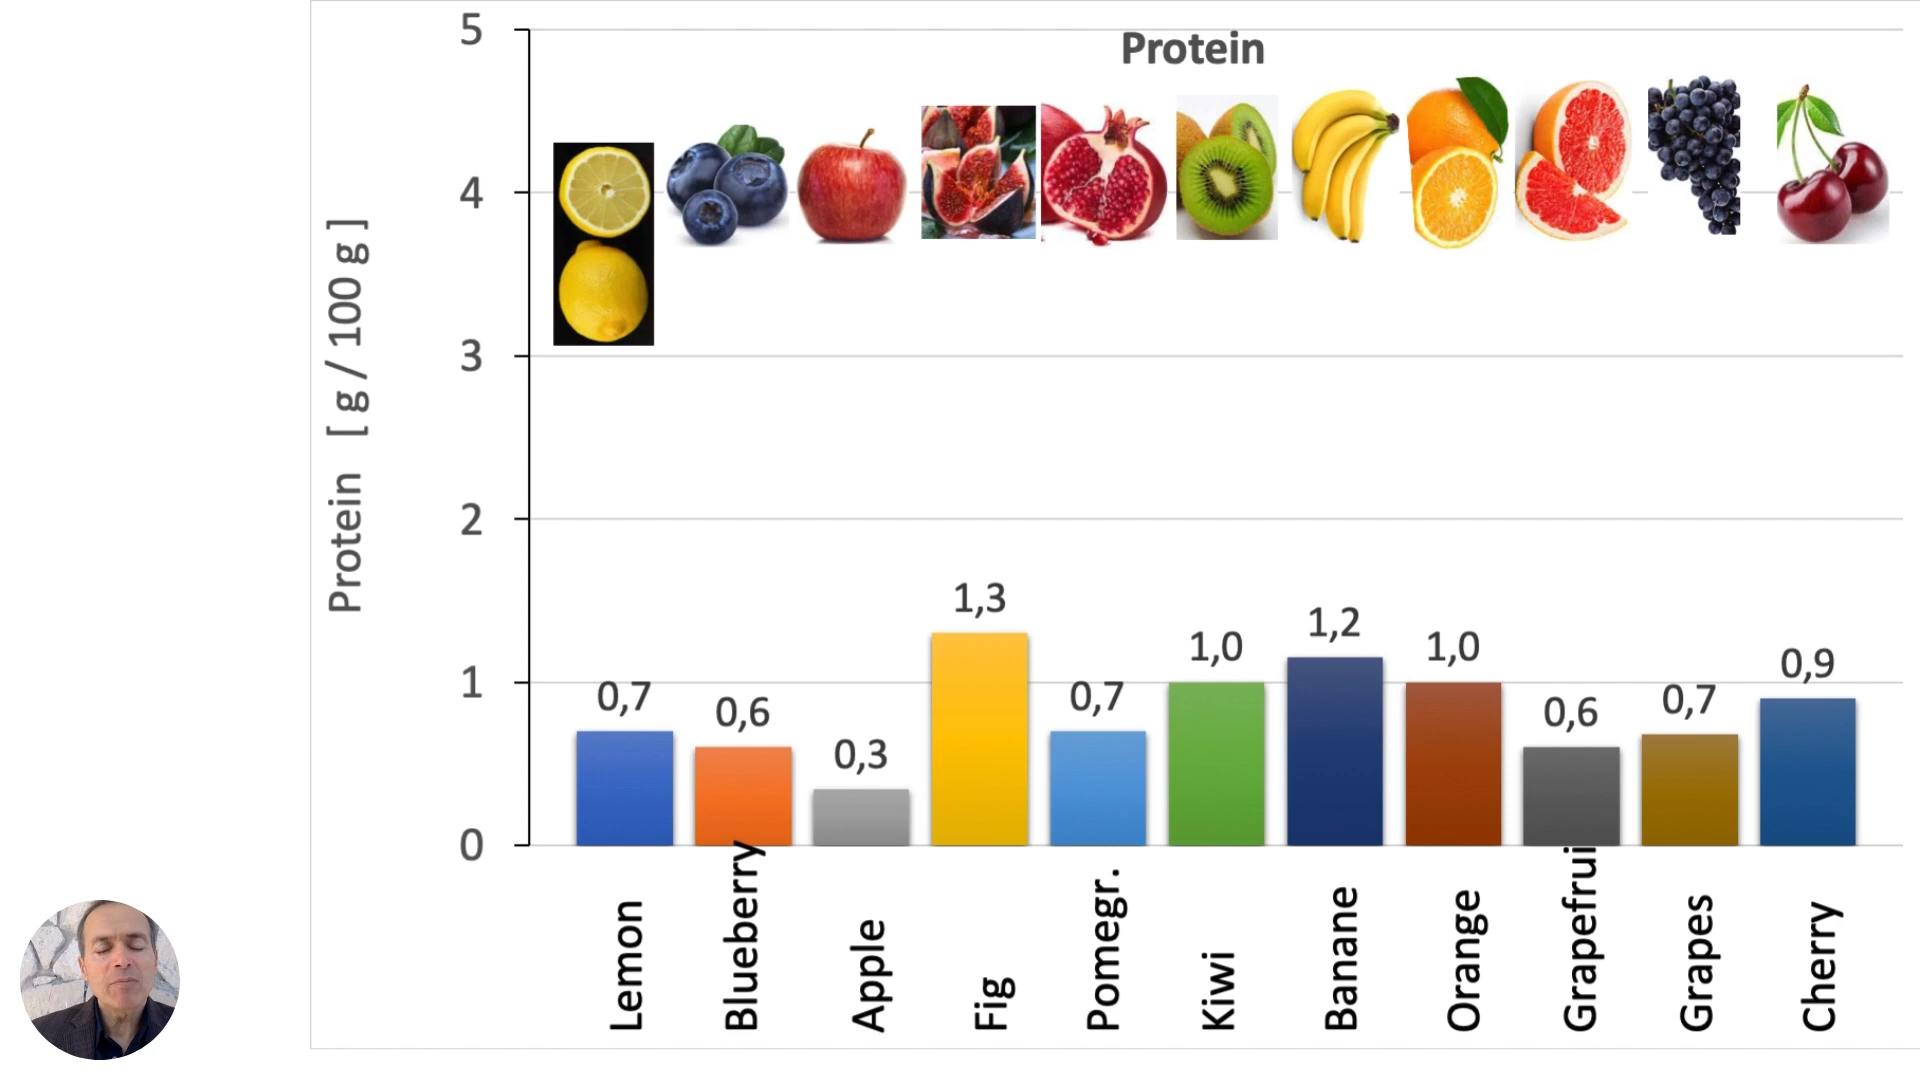 Protein
Protein [ g / 100 g ]
5
4
3
2
1
0
0,7
0,6
0,3
1,3
0,7
1,0
1,2
1,0
0,6
0,7
0,9
Lemon
Blueberry
Apple
Fig
Pomegr.
Kiwi
Banane
Orange
Grapefrui
Grapes
Cherry